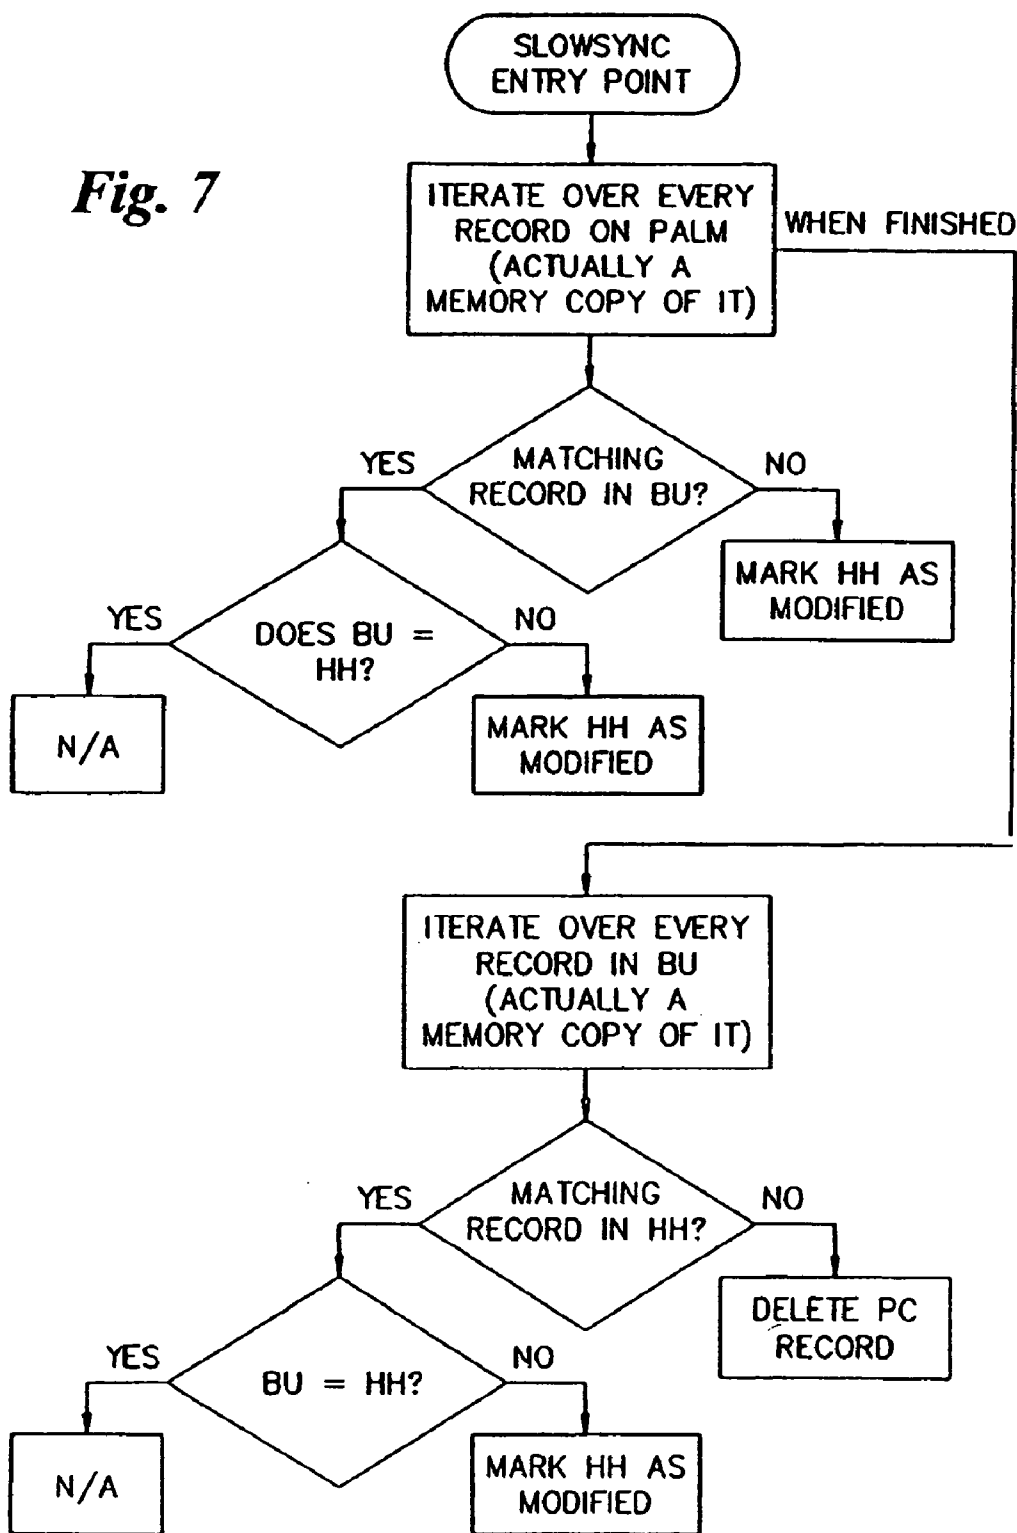 SLOWSYNC
ENTRY POINT
Fig. 7
ITERATE OVER EVERY
RECORD ON PALM
(ACTUALLY A
MEMORY COPY OF IT)
WHEN FINISHED
YES
MATCHING
RECORD IN BU?
NO
MARK HH AS
MODIFIED
YES
DOES BU =
HH?
NO
N/A
MARK HH AS
MODIFIED
ITERATE OVER EVERY
RECORD IN BU
(ACTUALLY A
MEMORY COPY OF IT)
YES
MATCHING
RECORD IN HH?
NO
DELETE PC
RECORD
YES
BU = HH?
NO
N/A
MARK HH AS
MODIFIED